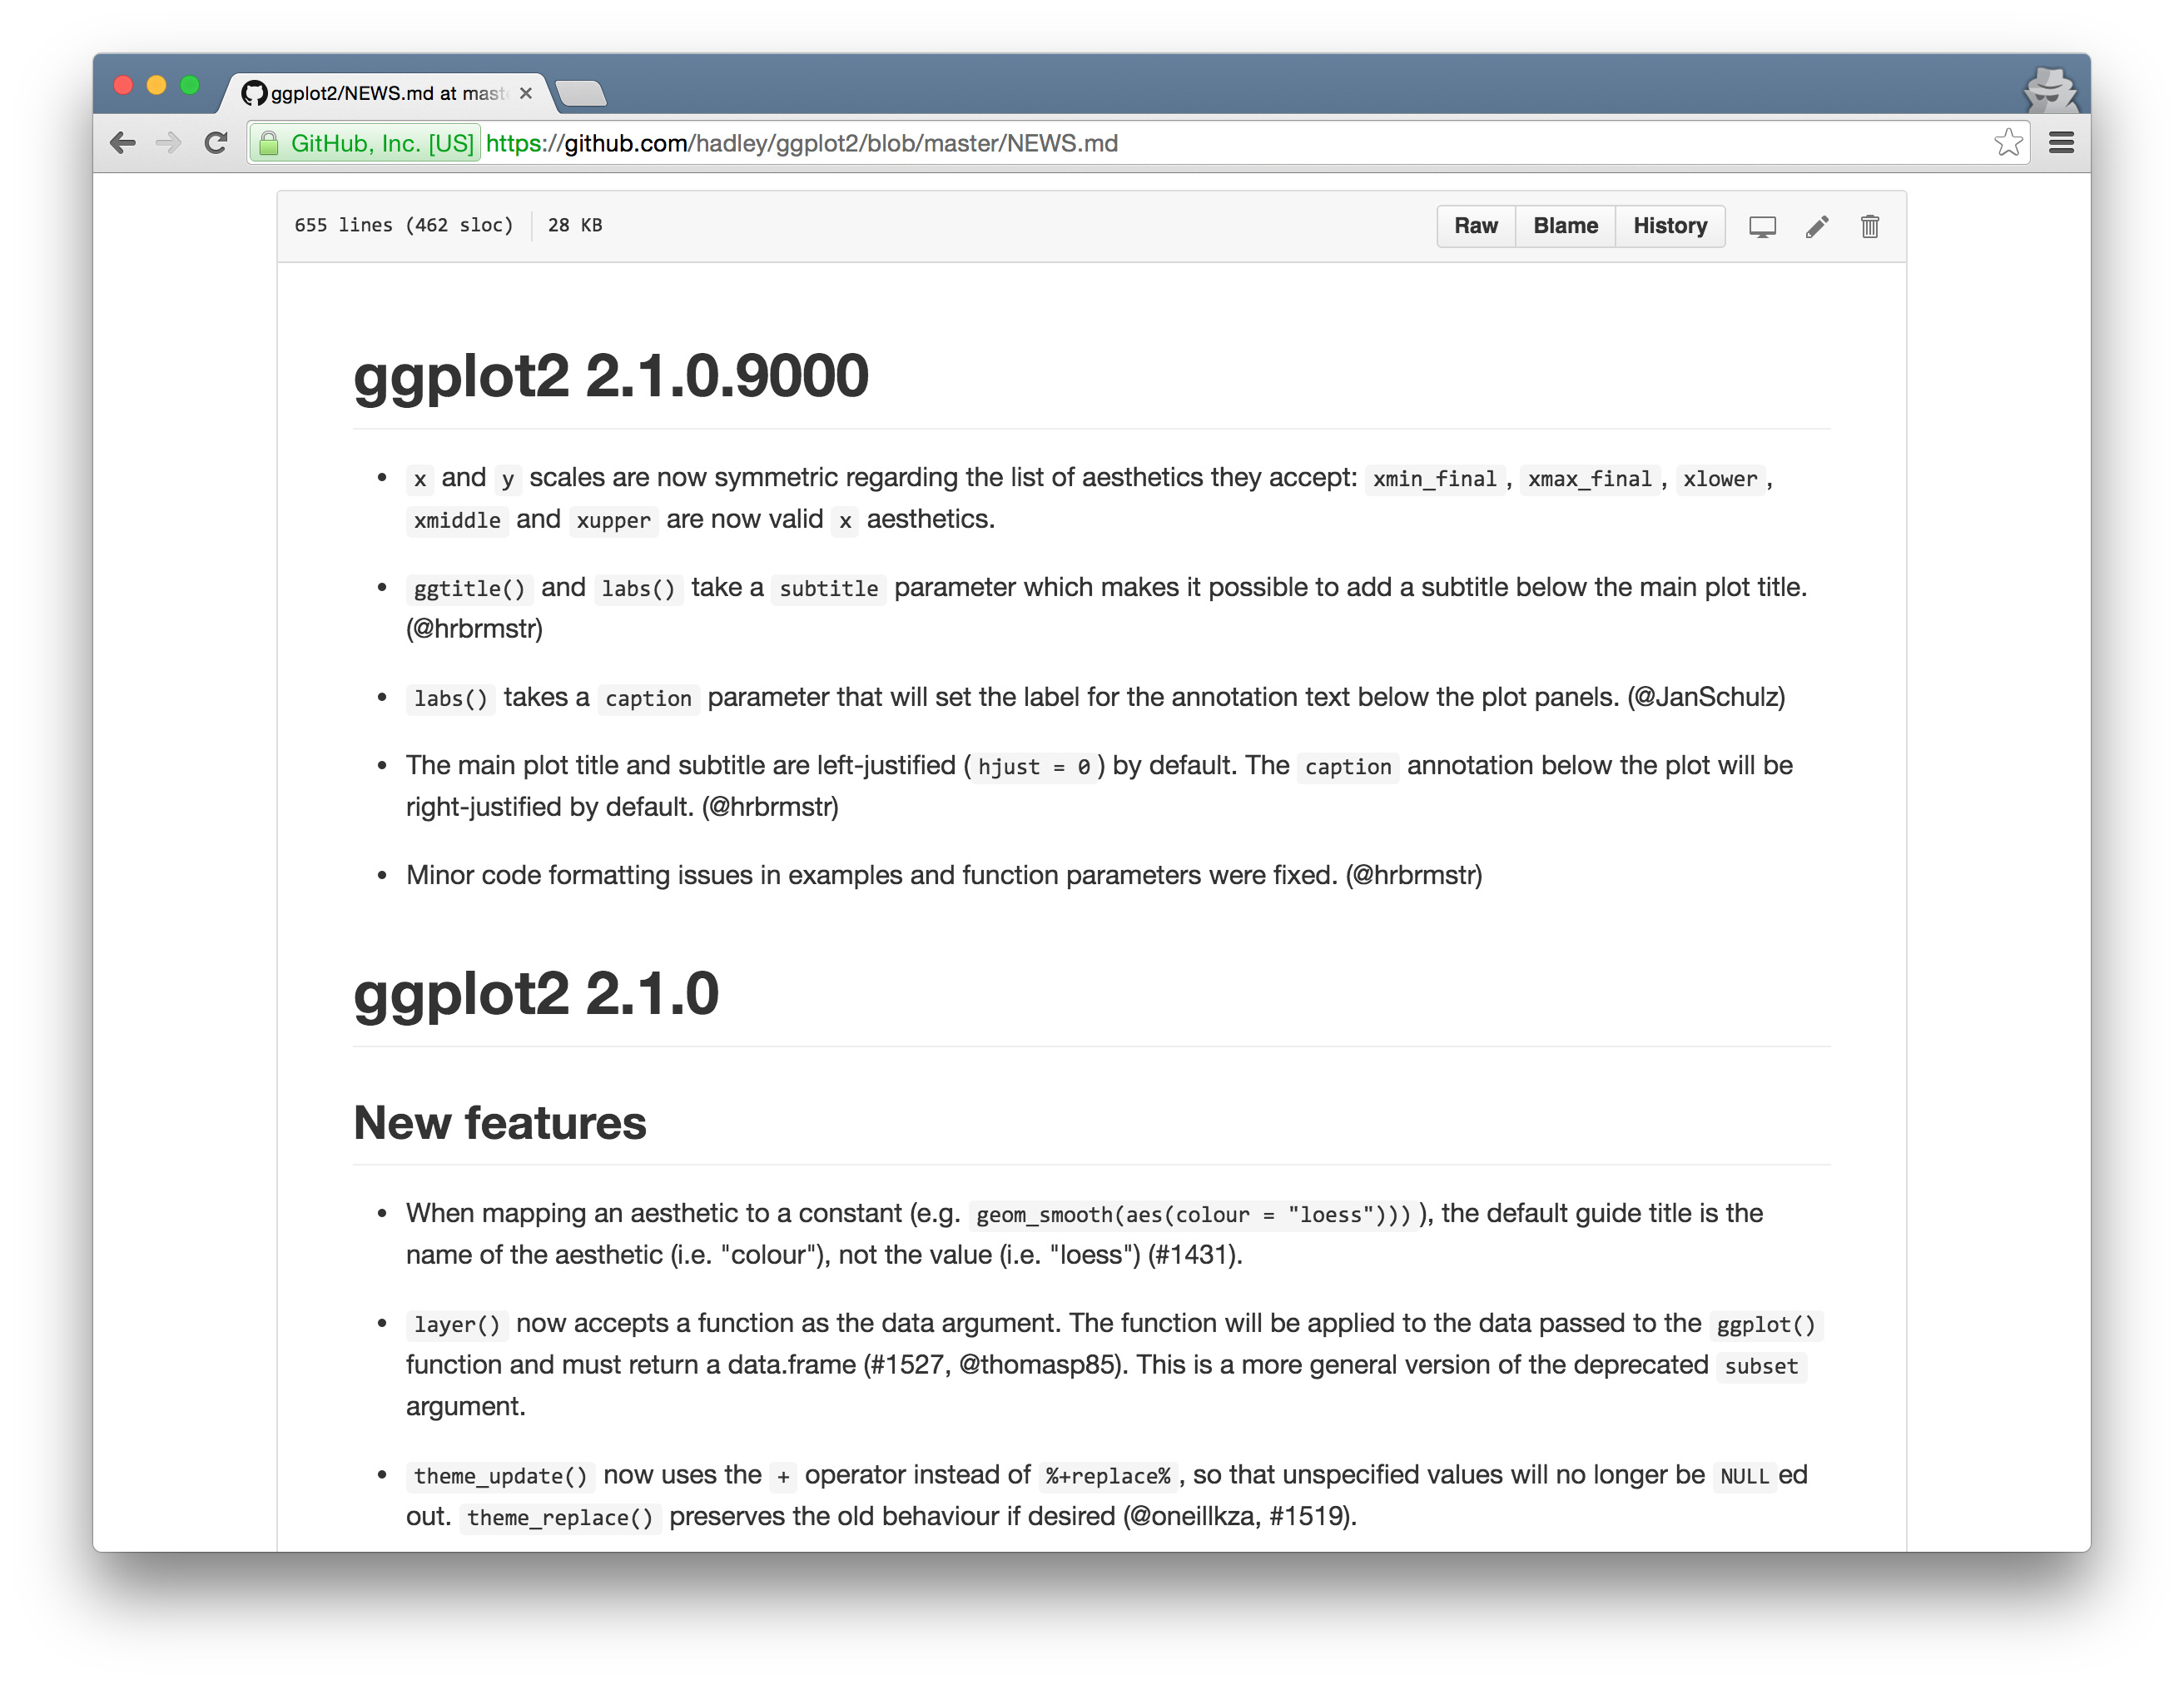 ggplot2/NEWS.md at mast
GitHub, Inc. [US] https://github.com/hadley/ggplot2/blob/master/NEWS.md
655 lines (462 sloc) 28 KB Raw Blame History
ggplot2 2.1.0.9000
• x and y scales are now symmetric regarding the list of aesthetics they accept: xmin_final, xmax_final, xlower,
xmiddle and xupper are now valid x aesthetics.
• ggtitle() and labs() take a subtitle parameter which makes it possible to add a subtitle below the main plot title.
(@hrbrmstr)
• labs() takes a caption parameter that will set the label for the annotation text below the plot panels. (@JanSchulz)
• The main plot title and subtitle are left-justified (hjust = 0) by default. The caption annotation below the plot will be
right-justified by default. (@hrbrmstr)
• Minor code formatting issues in examples and function parameters were fixed. (@hrbrmstr)
ggplot2 2.1.0
New features
• When mapping an aesthetic to a constant (e.g. geom_smooth(aes(colour = "loess")))), the default guide title is the
name of the aesthetic (i.e. "colour"), not the value (i.e. "loess") (#1431).
• layer() now accepts a function as the data argument. The function will be applied to the data passed to the ggplot()
function and must return a data.frame (#1527, @thomasp85). This is a more general version of the deprecated subset
argument.
• theme_update() now uses the + operator instead of %+replace%, so that unspecified values will no longer be NULLed
out. theme_replace() preserves the old behaviour if desired (@oneillkza, #1519).